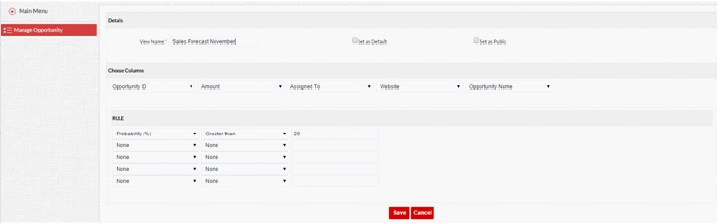 Main Menu
Manage Opportunity
Details
View Name:* Sales Forecast November Set as Default Set as Public
Choose Columns
Opportunity ID Amount Assigned To Website Opportunity Name
RULE
Probability (%) Greater than 20
None None
None None
None None
None None
Save Cancel